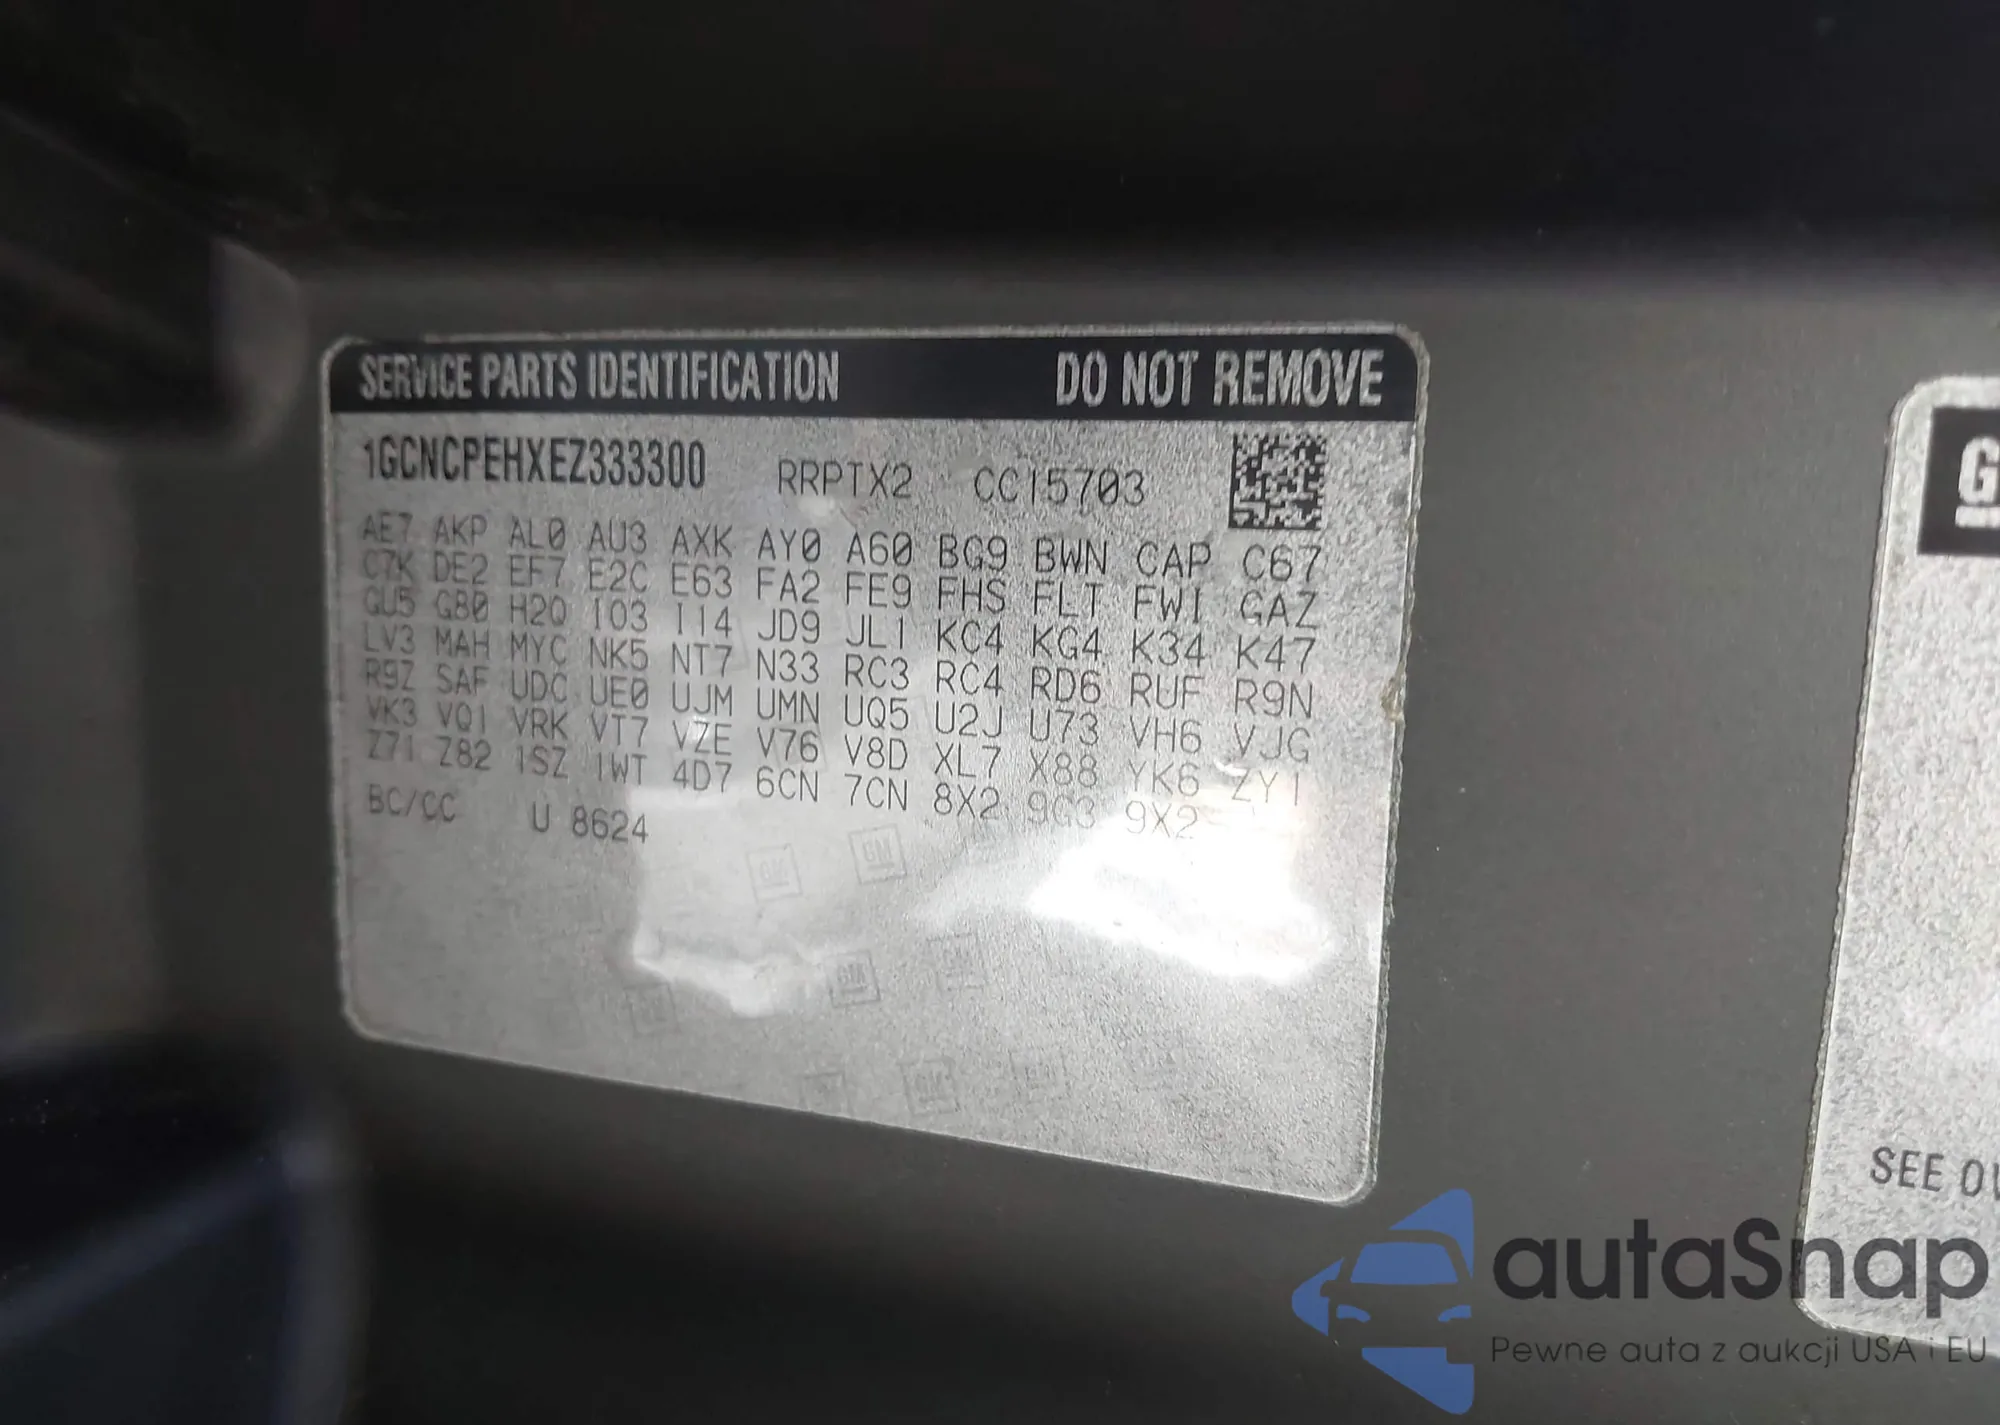 SERVICE PARTS IDENTIFICATION DO NOT REMOVE
1GCNCPEHXEZ333300 RRPTX2 CC15703
AE7 AKP AL0 AU3 AXK AY0 A60 BG9 BWN CAP C67
C7K DE2 EF7 E2C E63 FA2 FE9 FHS FLT FWI GAZ
GU5 G80 H2Q I03 I14 JD9 JL1 KC4 KG4 K34 K47
LV3 MAH MYC NK5 NT7 N33 RC3 RC4 RD6 RUF R9N
R9Z SAF UDC UE0 UJM UMN UQ5 U2J U73 VH6 VJG
VK3 VQ1 VRK VT7 VZE V76 V8D XL7 X88 YK6 ZY1
Z71 Z82 1SZ 1WT 4D7 6CN 7CN 8X2 9G3 9X2
BC/CC U 8624
SEE
autaSnap
Pewne auta z aukcji USA i EU